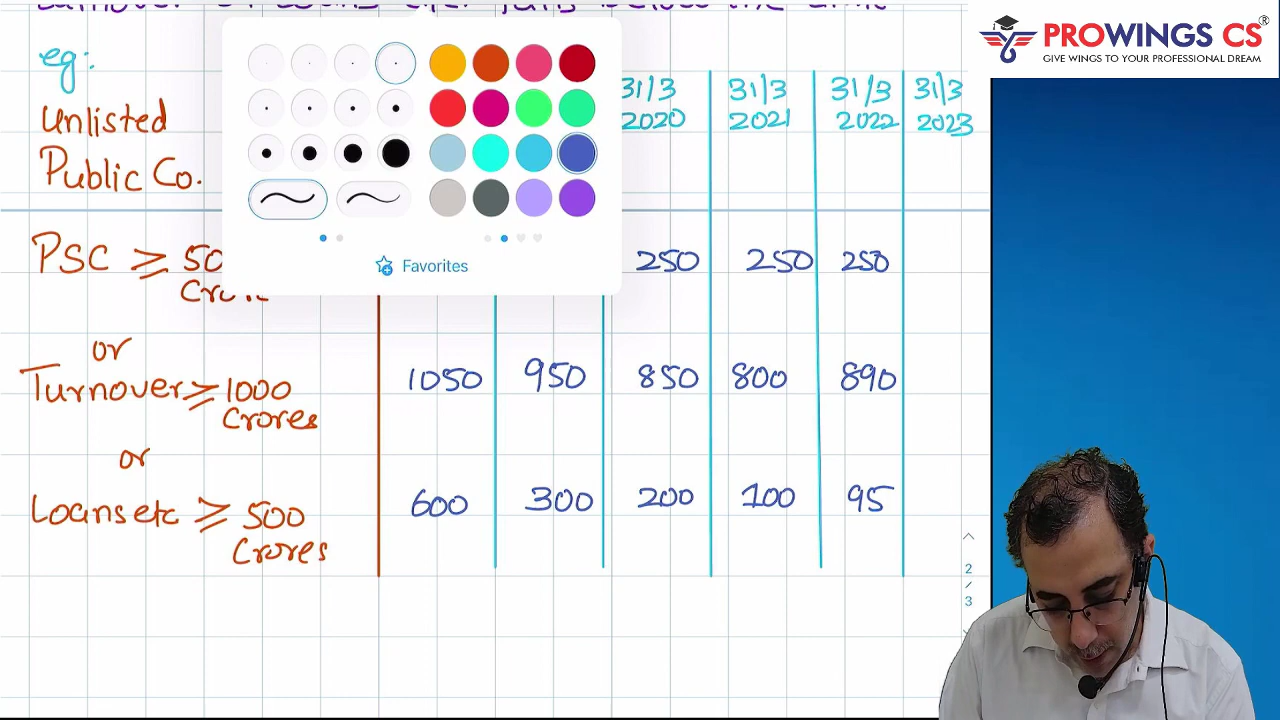 PROWINGS CS®
GIVE WINGS TO YOUR PROFESSIONAL DREAM
eg:
Unlisted
Public Co.
31/3 31/3 31/3 31/3
2020 2021 2022 2023
PSC ≥ 50
250 250 250
Favorites
or
Turnover ≥ 1000
Crores
1050 950 850 800 890
or
Loans etc ≥ 500
Crores
600 300 200 100 95
2
/
3